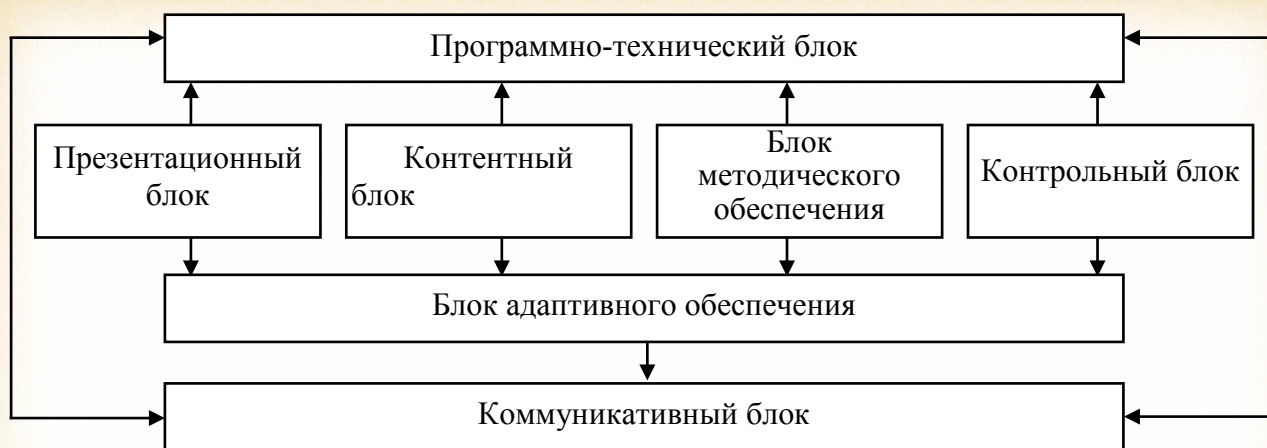 Программно-технический блок
Презентационный
блок
Контентный
блок
Блок
методического
обеспечения
Контрольный блок
Блок адаптивного обеспечения
Коммуникативный блок